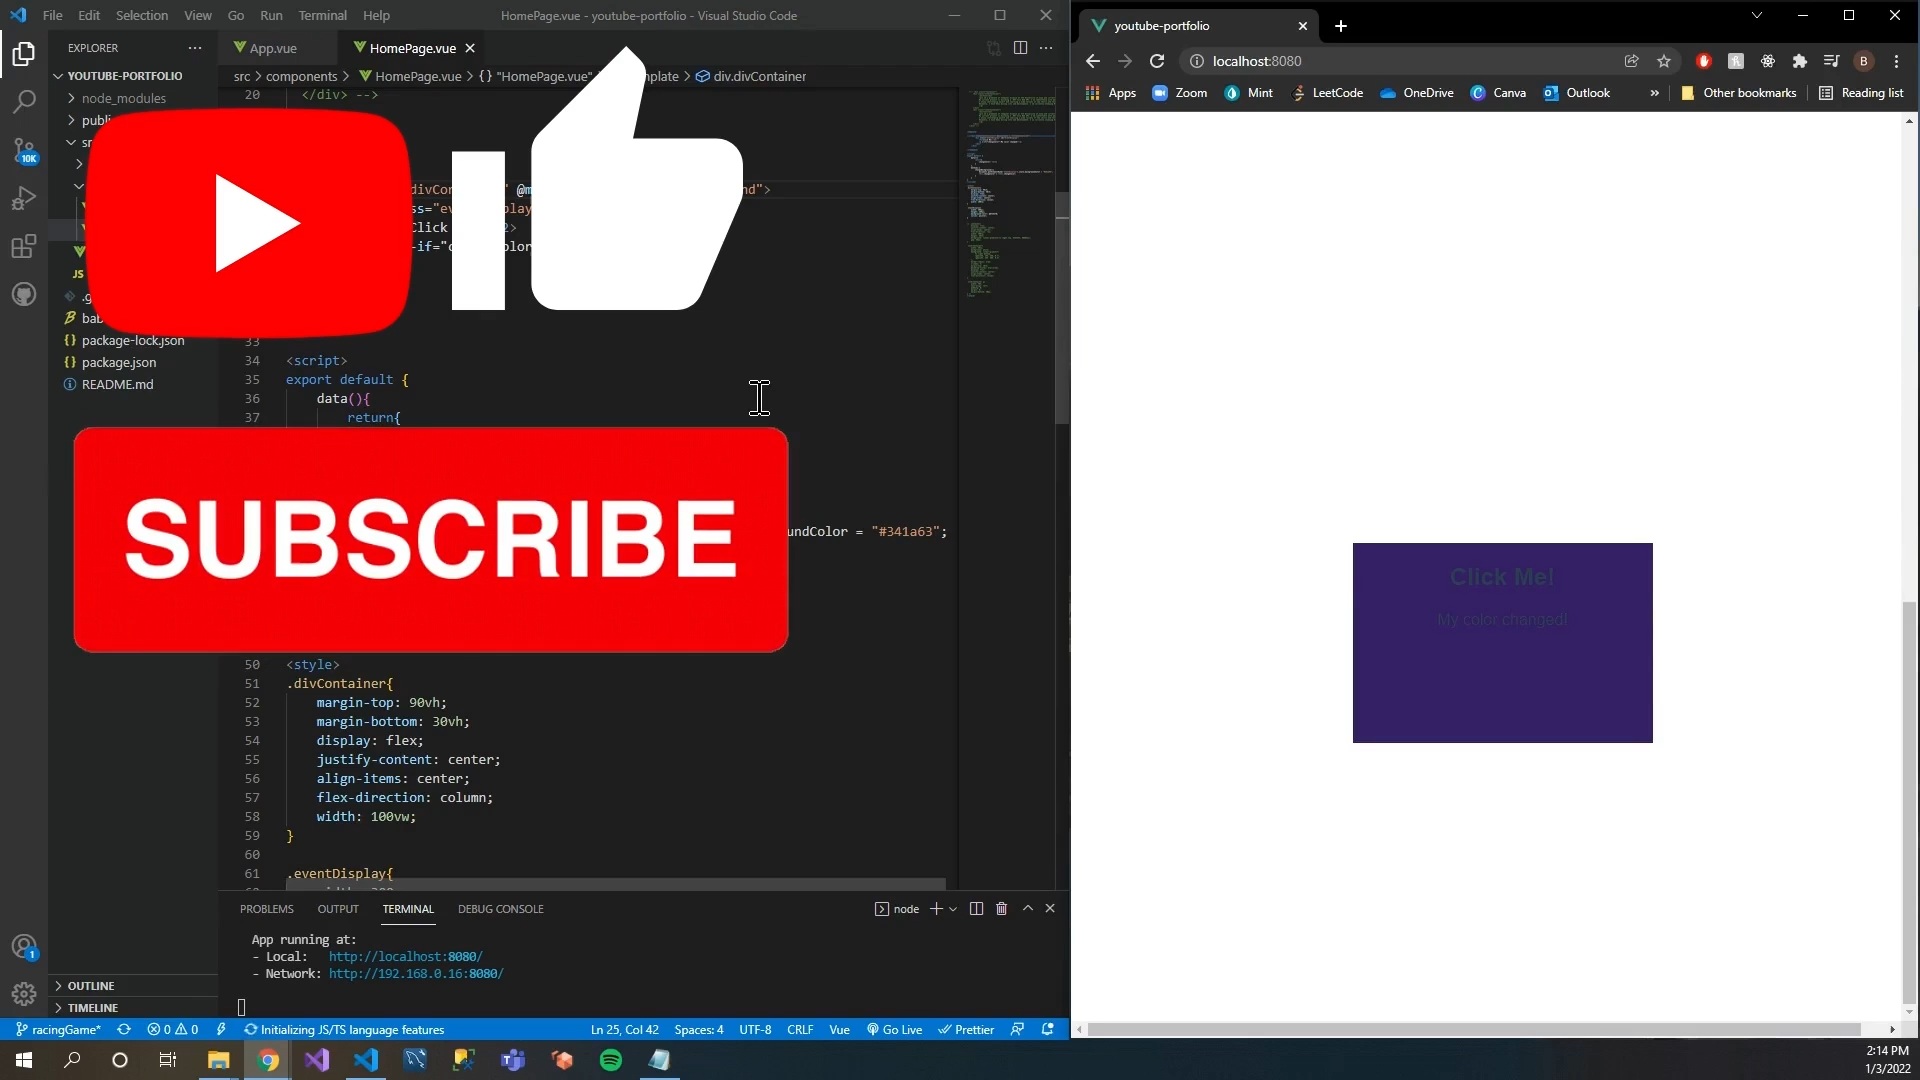 File Edit Selection View Go Run Terminal Help
HomePage.vue - youtube-portfolio - Visual Studio Code
EXPLORER
App.vue
HomePage.vue
YOUTUBE-PORTFOLIO
src > components > HomePage.vue > {} "HomePage.vue"
div.divContainer
node_modules
package-lock.json
package.json
README.md
10K
1
JS
20 </div> -->
33
34 <script>
35 export default {
36 data(){
37 return{
SUBSCRIBE
= "#341a63";
50 <style>
51 .divContainer{
52 margin-top: 90vh;
53 margin-bottom: 30vh;
54 display: flex;
55 justify-content: center;
56 align-items: center;
57 flex-direction: column;
58 width: 100vw;
59 }
60
61 .eventDisplay{
PROBLEMS OUTPUT TERMINAL DEBUG CONSOLE
node
App running at:
- Local: http://localhost:8080/
- Network: http://192.168.0.16:8080/
OUTLINE
TIMELINE
racingGame* 0 0 Initializing JS/TS language features Ln 25, Col 42 Spaces: 4 UTF-8 CRLF Vue Go Live Prettier
youtube-portfolio
localhost:8080
B
Apps Zoom Mint LeetCode OneDrive Canva Outlook » Other bookmarks Reading list
Click Me!
My color changed!
2:14 PM
1/3/2022